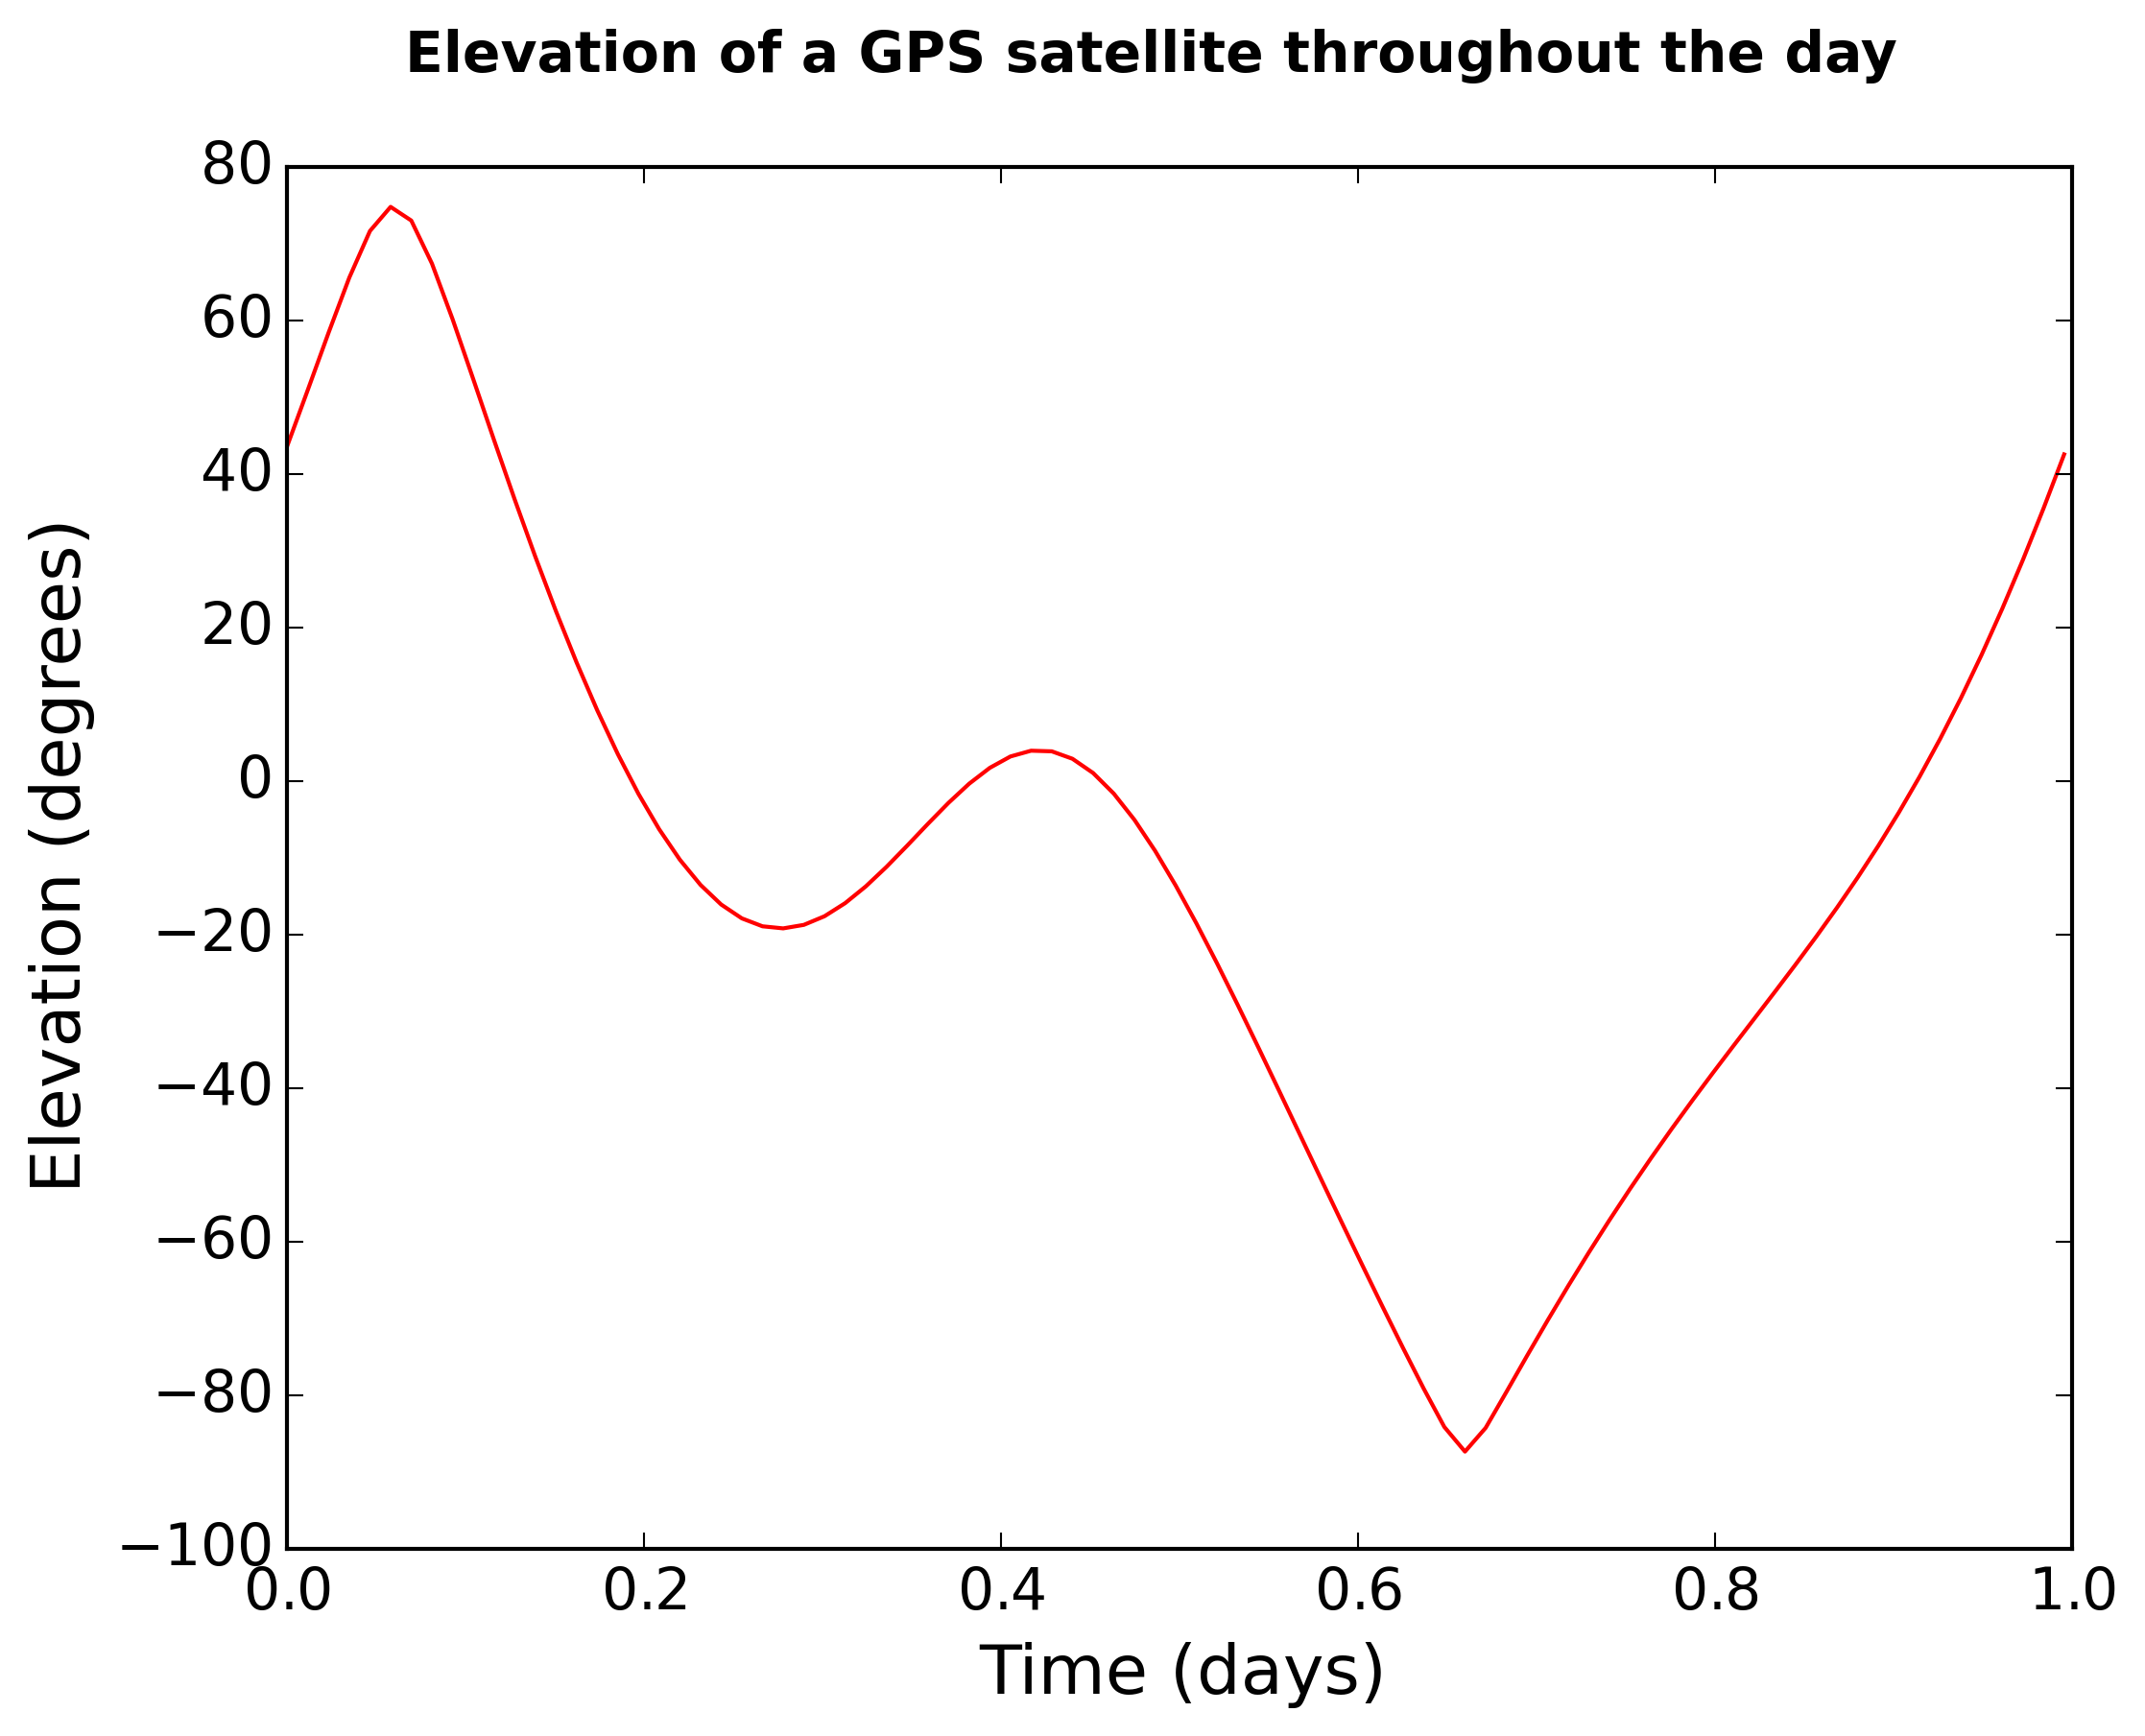 Elevation of a GPS satellite throughout the day
80
60
40
20
0
−20
−40
−60
−80
−100
Elevation (degrees)
0.0 0.2 0.4 0.6 0.8 1.0
Time (days)